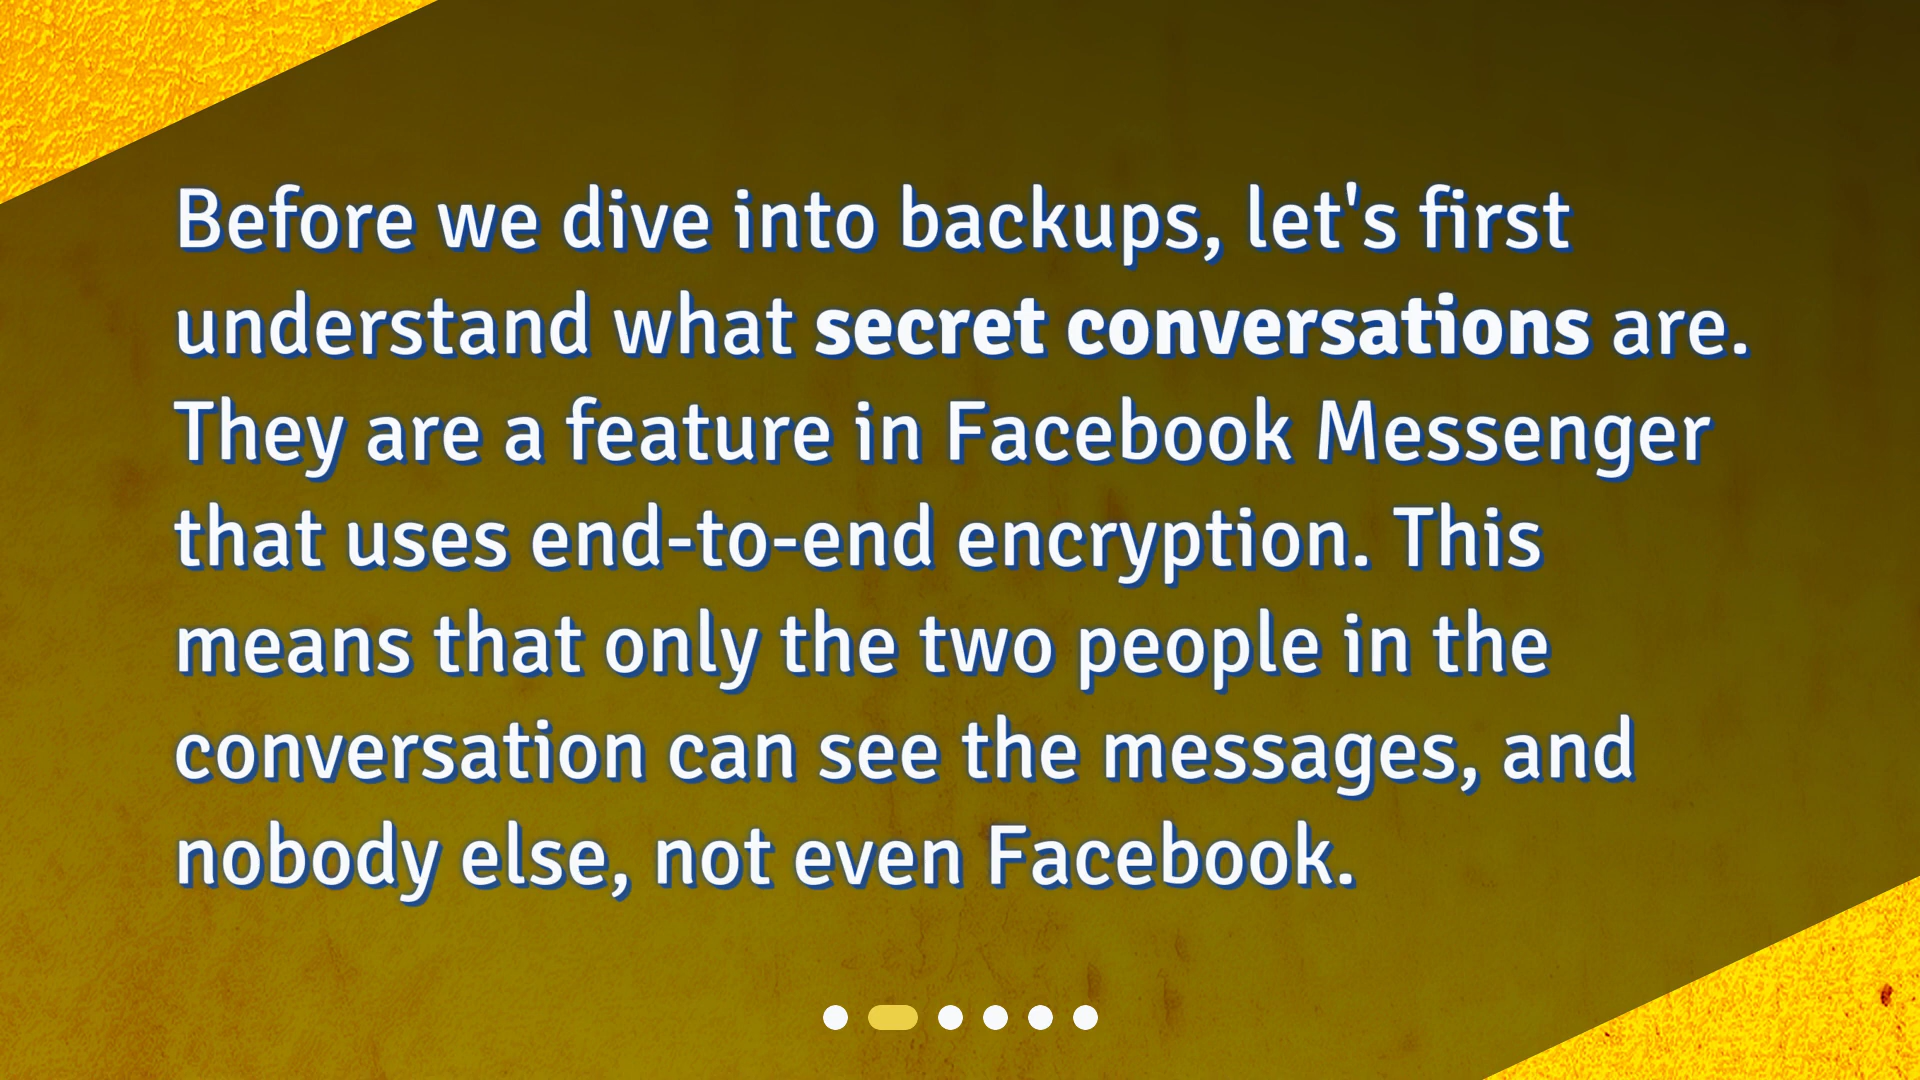 Before we dive into backups, let's first
understand what secret conversations are.
They are a feature in Facebook Messenger
that uses end-to-end encryption. This
means that only the two people in the
conversation can see the messages, and
nobody else, not even Facebook.